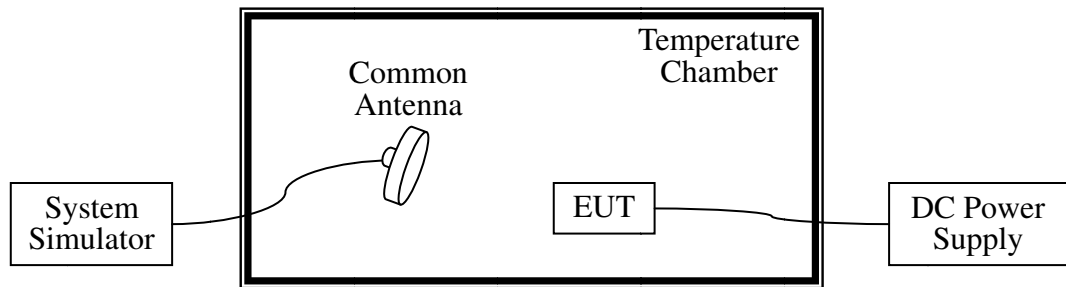 Temperature
Chamber
Common
Antenna
System
Simulator
EUT
DC Power
Supply